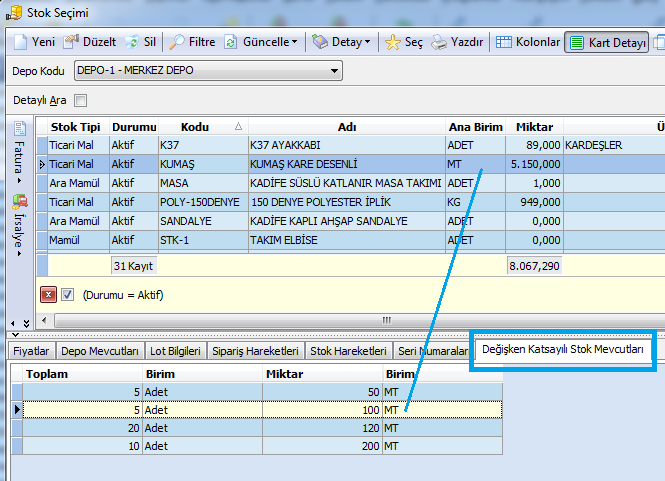 Stok Seçimi
Yeni Düzelt Sil Filtre Güncelle Detay Seç Yazdır Kolonlar Kart Detayı
Depo Kodu DEPO-1 - MERKEZ DEPO
Detaylı Ara
Fatura
İrsaliye
Stok Tipi Durumu Kodu Adı Ana Birim Miktar Ü
Ticari Mal Aktif K37 K37 AYAKKABI ADET 89,000 KARDEŞLER
Ticari Mal Aktif KUMAŞ KUMAŞ KARE DESENLİ MT 5.150,000
Ara Mamül Aktif MASA KADİFE SÜSLÜ KATLANIR MASA TAKIMI ADET 1,000
Ticari Mal Aktif POLY-150DENYE 150 DENYE POLYESTER İPLİK KG 949,000
Ara Mamül Aktif SANDALYE KADİFE KAPLI AHŞAP SANDALYE ADET 0,000
Mamül Aktif STK-1 TAKIM ELBİSE ADET 0,000
31 Kayıt 8.067,290
(Durumu = Aktif)
Fiyatlar Depo Mevcutları Lot Bilgileri Sipariş Hareketleri Stok Hareketleri Seri Numaralar Değişken Katsayılı Stok Mevcutları
Toplam Birim Miktar Birim
5 Adet 50 MT
5 Adet 100 MT
20 Adet 120 MT
10 Adet 200 MT